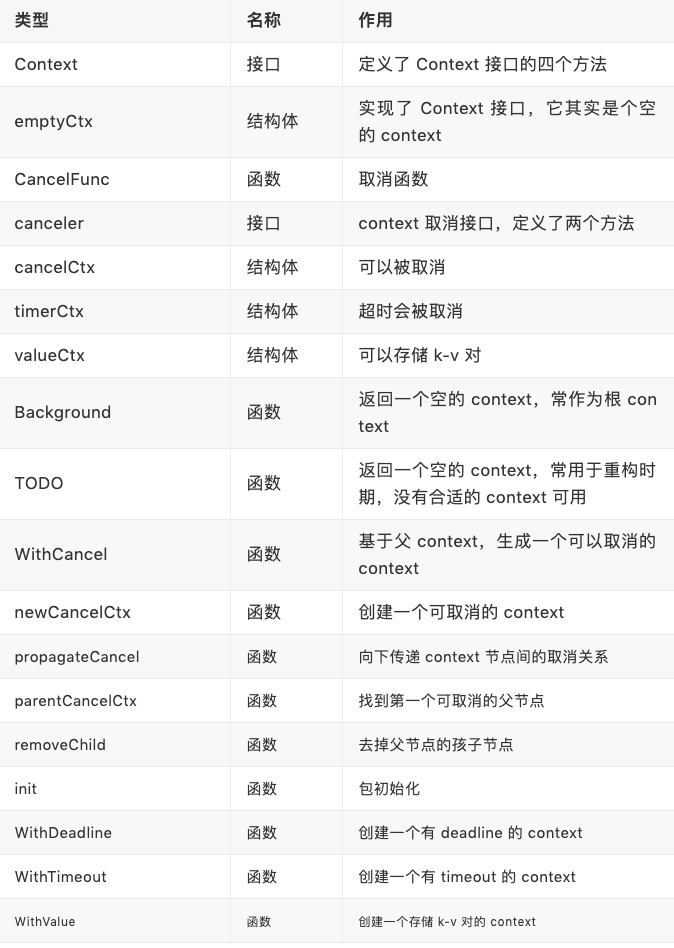 类型 名称 作用
Context 接口 定义了 Context 接口的四个方法
emptyCtx 结构体 实现了 Context 接口，它其实是个空
的 context
CancelFunc 函数 取消函数
canceler 接口 context 取消接口，定义了两个方法
cancelCtx 结构体 可以被取消
timerCtx 结构体 超时会被取消
valueCtx 结构体 可以存储 k-v 对
Background 函数 返回一个空的 context，常作为根 con
text
TODO 函数 返回一个空的 context，常用于重构时
期，没有合适的 context 可用
WithCancel 函数 基于父 context，生成一个可以取消的
context
newCancelCtx 函数 创建一个可取消的 context
propagateCancel 函数 向下传递 context 节点间的取消关系
parentCancelCtx 函数 找到第一个可取消的父节点
removeChild 函数 去掉父节点的孩子节点
init 函数 包初始化
WithDeadline 函数 创建一个有 deadline 的 context
WithTimeout 函数 创建一个有 timeout 的 context
WithValue 函数 创建一个存储 k-v 对的 context